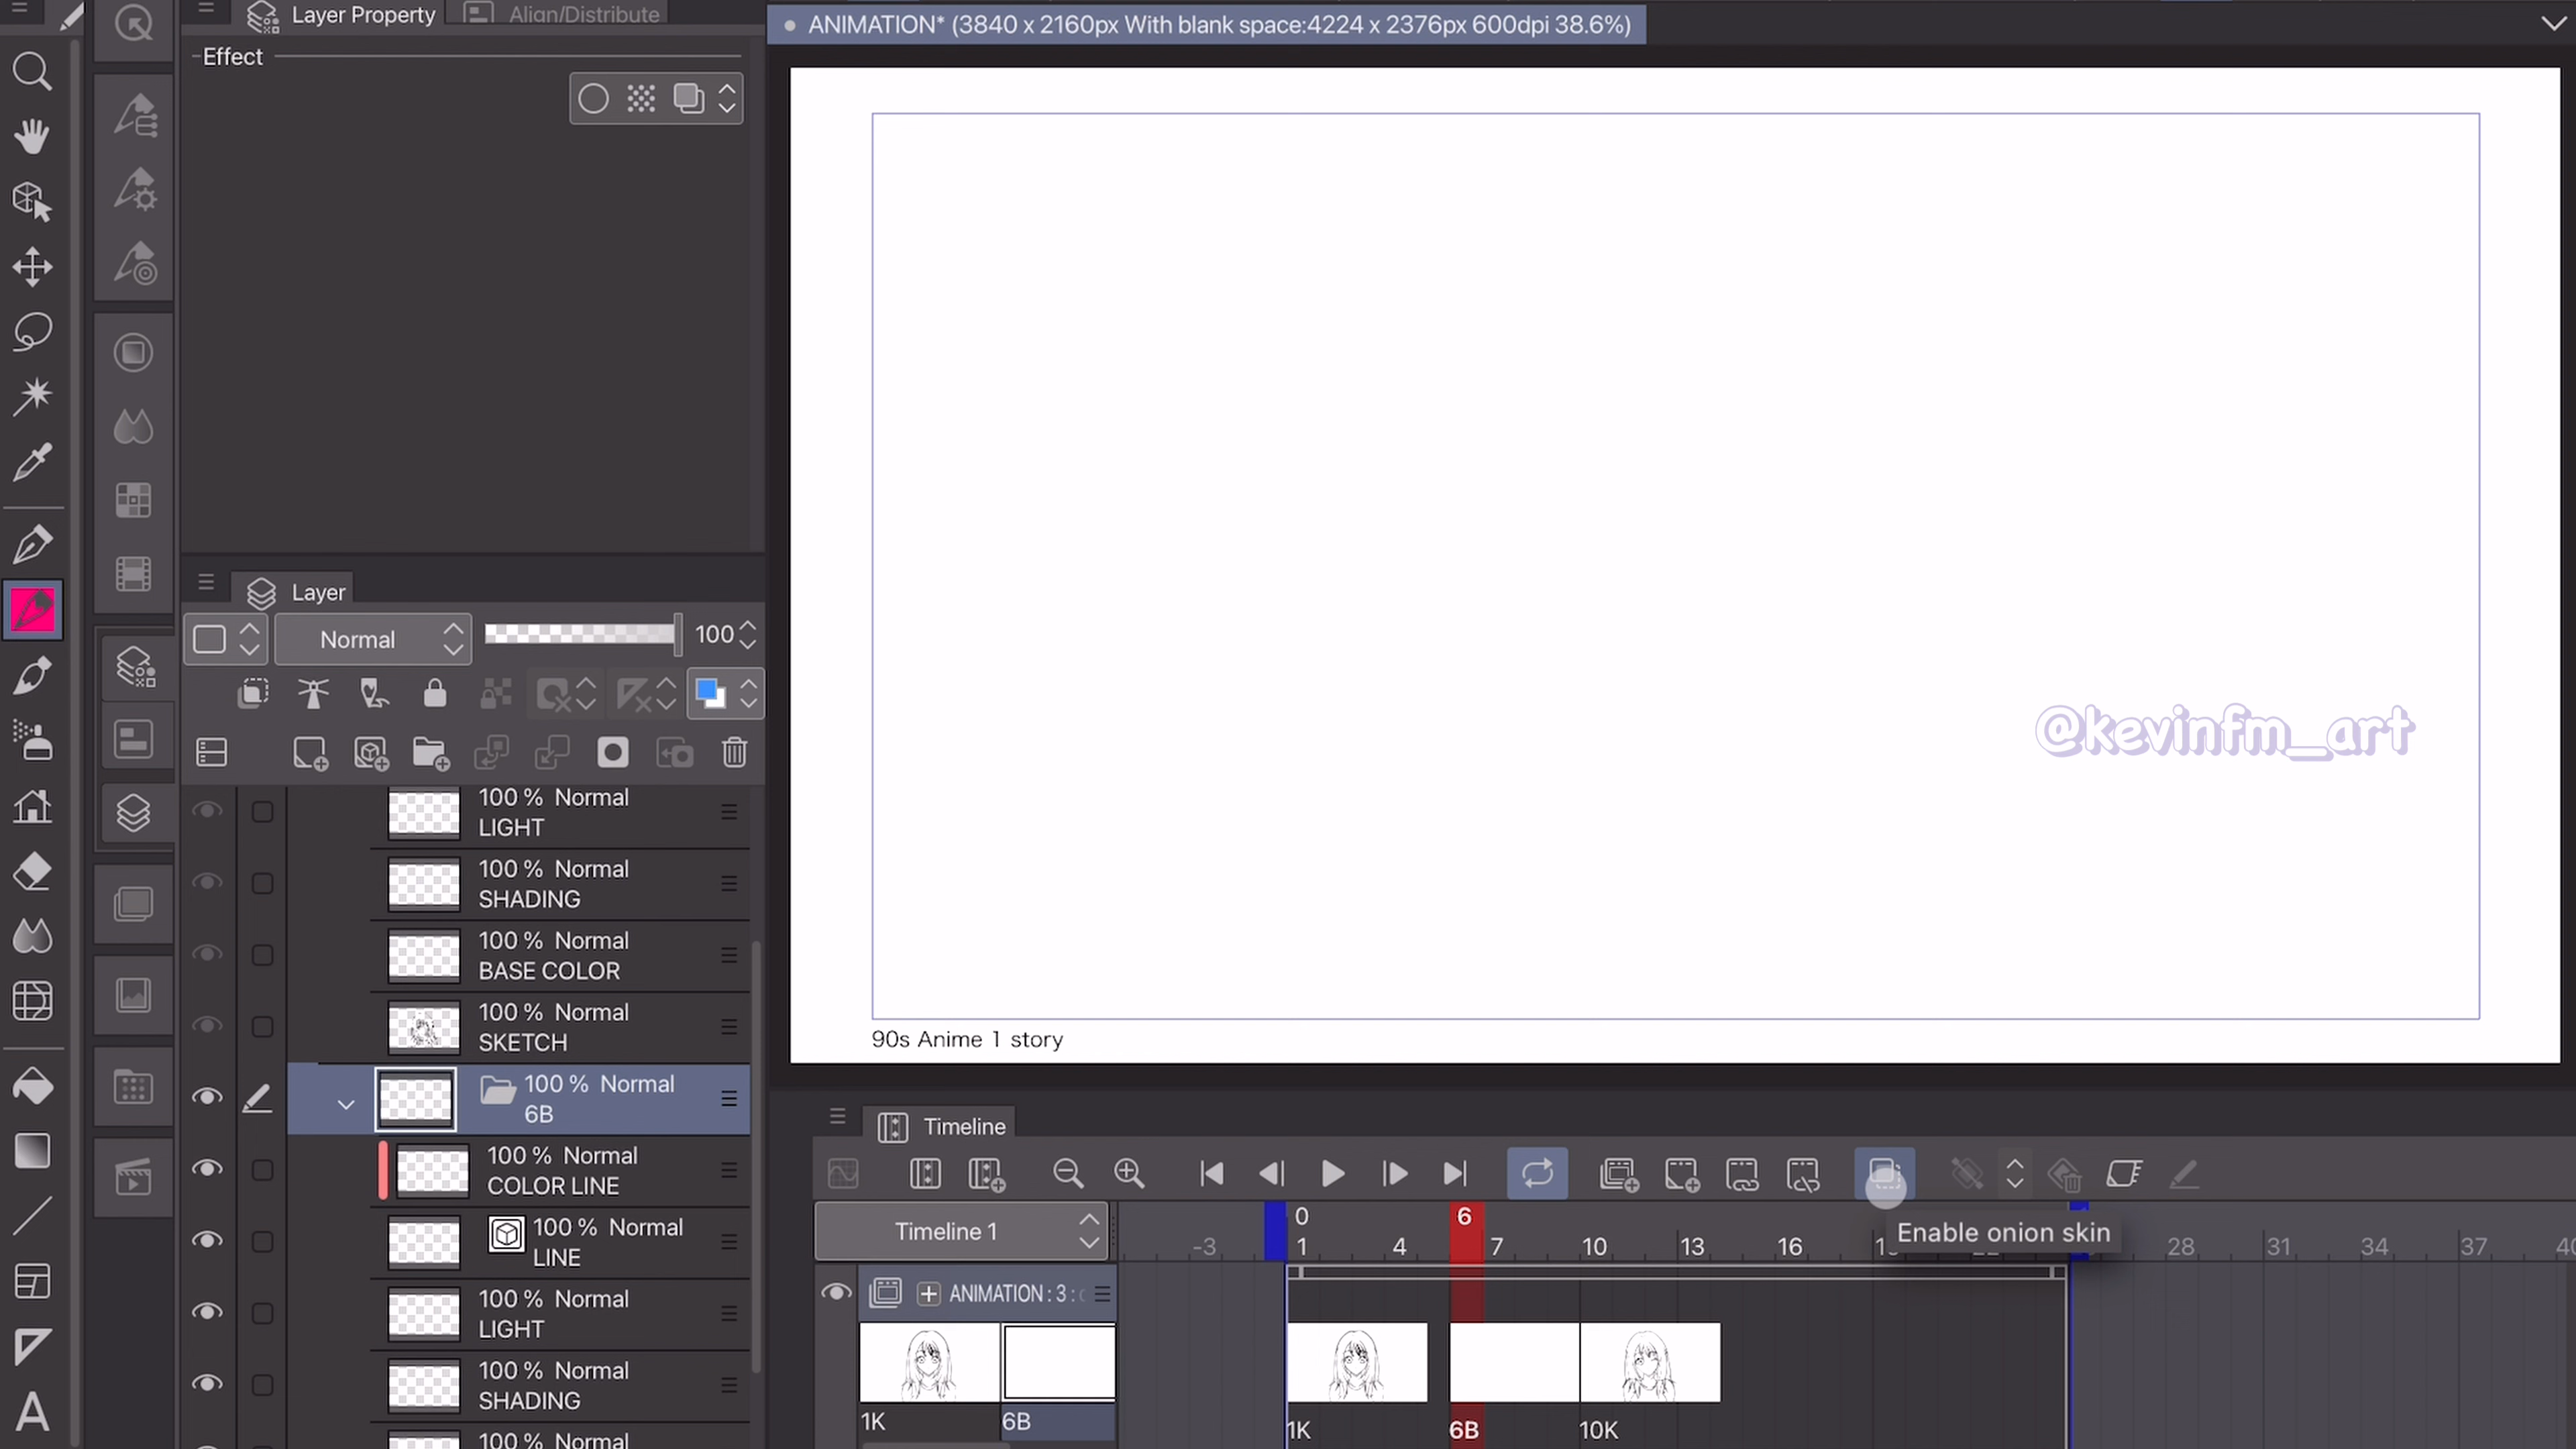 Layer Property
Align/Distribute
ANIMATION* (3840 x 2160px With blank space:4224 x 2376px 600dpi 38.6%)
Effect
@kevinfm_art
90s Anime 1 story
Layer
Normal
100
100 % Normal
LIGHT
100 % Normal
SHADING
100 % Normal
BASE COLOR
100 % Normal
SKETCH
100 % Normal
6B
100 % Normal
COLOR LINE
100 % Normal
LINE
100 % Normal
LIGHT
100 % Normal
SHADING
100 % Normal
Timeline
Timeline 1
0
6
-3
1
4
7
10
13
16
28
31
34
37
40
Enable onion skin
ANIMATION : 3 :
1K
6B
1K
6B
10K